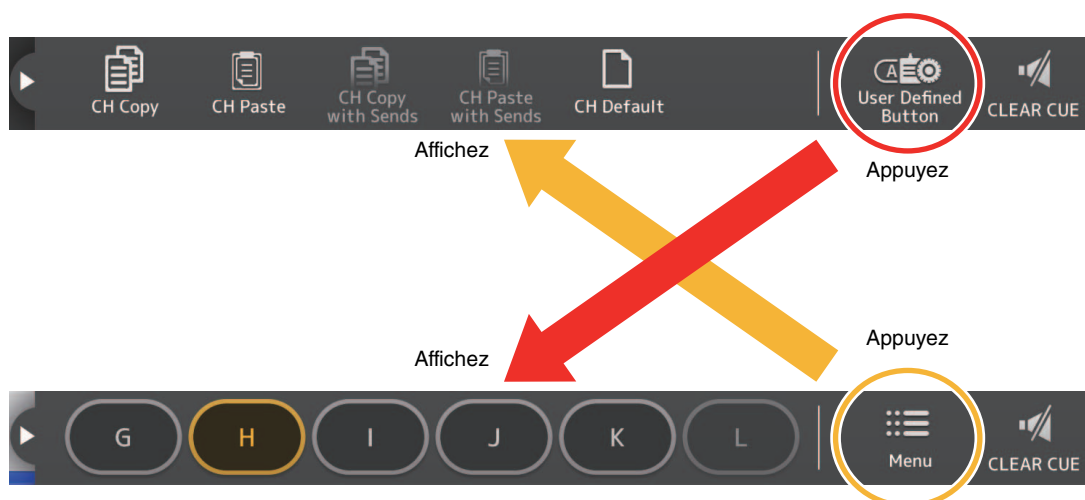 CH Copy
CH Paste
CH Copy
with Sends
CH Paste
with Sends
CH Default
A
User Defined
Button
CLEAR CUE
Affichez
Appuyez
Affichez
Appuyez
G
H
I
J
K
L
Menu
CLEAR CUE